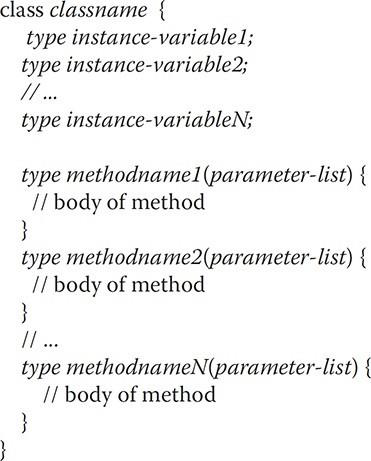 class classname {
type instance-variable1;
type instance-variable2;
// ...
type instance-variableN;
type methodname1(parameter-list) {
// body of method
}
type methodname2(parameter-list) {
// body of method
}
// ...
type methodnameN(parameter-list) {
// body of method
}
}